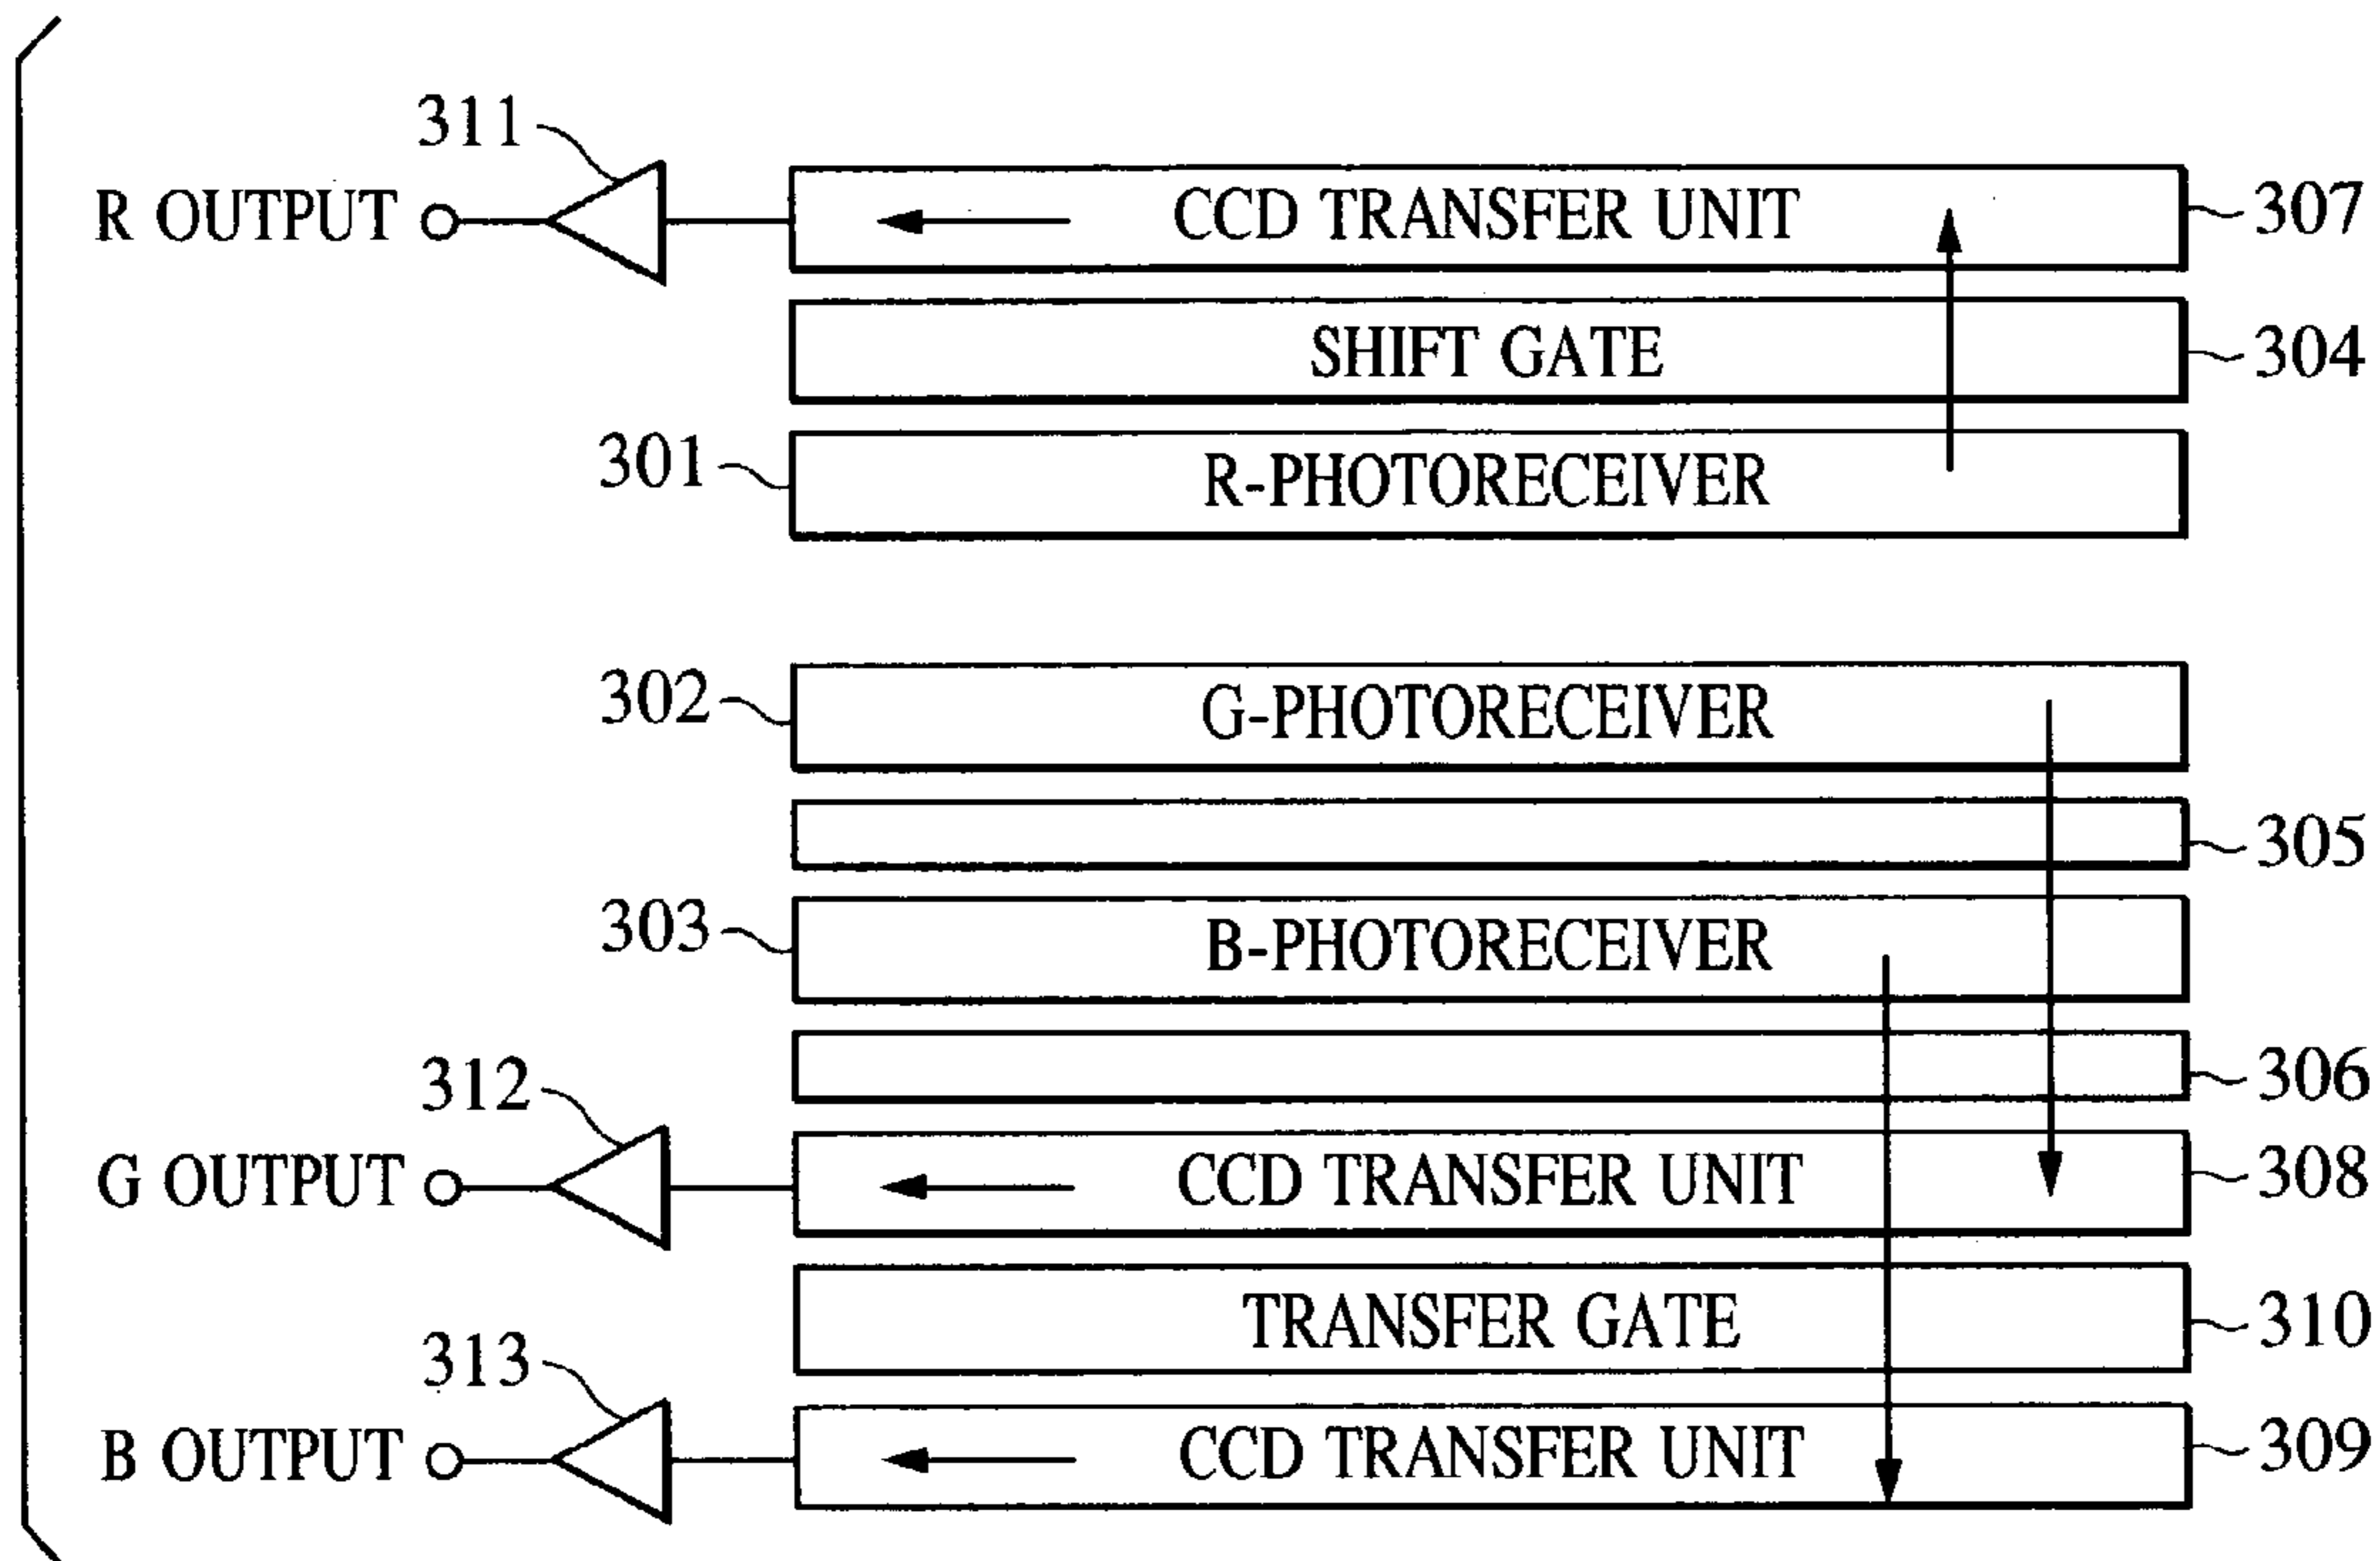 311
R OUTPUT
CCD TRANSFER UNIT
307
SHIFT GATE
304
301
R-PHOTORECEIVER
302
G-PHOTORECEIVER
305
303
B-PHOTORECEIVER
306
312
G OUTPUT
CCD TRANSFER UNIT
308
TRANSFER GATE
310
313
B OUTPUT
CCD TRANSFER UNIT
309